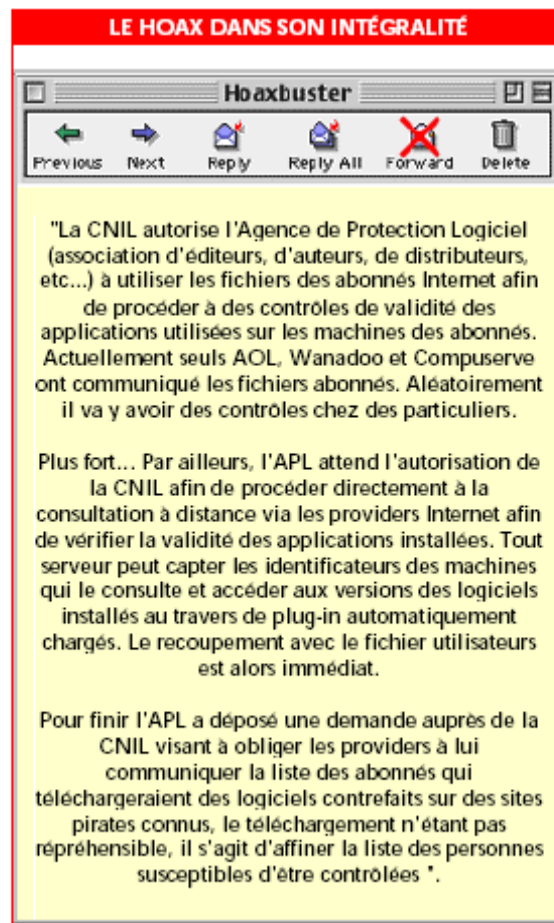 LE HOAX DANS SON INTÉGRALITÉ
Hoaxbuster
Previous Next Reply Reply All Forward Delete
"La CNIL autorise l'Agence de Protection Logiciel
(association d'éditeurs, d'auteurs, de distributeurs,
etc...) à utiliser les fichiers des abonnés Internet afin
de procéder à des contrôles de validité des
applications utilisées sur les machines des abonnés.
Actuellement seuls AOL, Wanadoo et Compuserve
ont communiqué les fichiers abonnés. Aléatoirement
il va y avoir des contrôles chez des particuliers.
Plus fort... Par ailleurs, l'APL attend l'autorisation de
la CNIL afin de procéder directement à la
consultation à distance via les providers Internet afin
de vérifier la validité des applications installées. Tout
serveur peut capter les identificateurs des machines
qui le consulte et accéder aux versions des logiciels
installés au travers de plug-in automatiquement
chargés. Le recoupement avec le fichier utilisateurs
est alors immédiat.
Pour finir l'APL a déposé une demande auprès de la
CNIL visant à obliger les providers à lui
communiquer la liste des abonnés qui
téléchargeraient des logiciels contrefaits sur des sites
pirates connus, le téléchargement n'étant pas
répréhensible, il s'agit d'affiner la liste des personnes
susceptibles d'être contrôlées ".